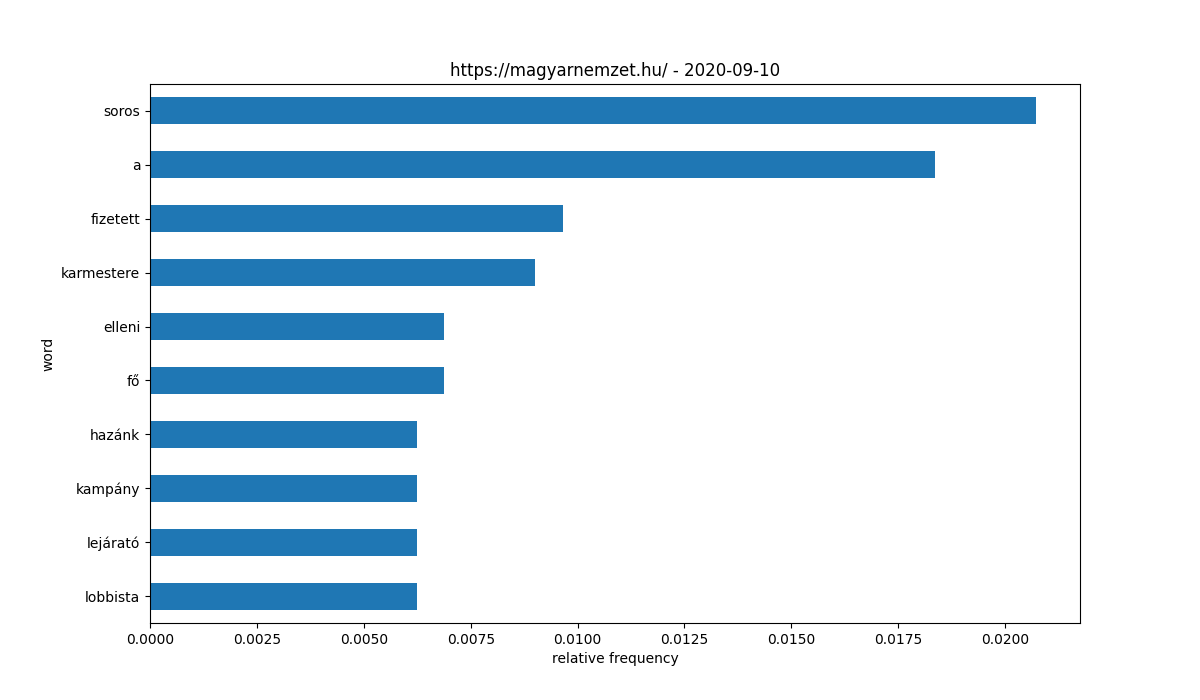 https://magyarnemzet.hu/ - 2020-09-10
word
soros
a
fizetett
karmestere
elleni
fő
hazánk
kampány
lejárató
lobbista
0.0000 0.0025 0.0050 0.0075 0.0100 0.0125 0.0150 0.0175 0.0200
relative frequency